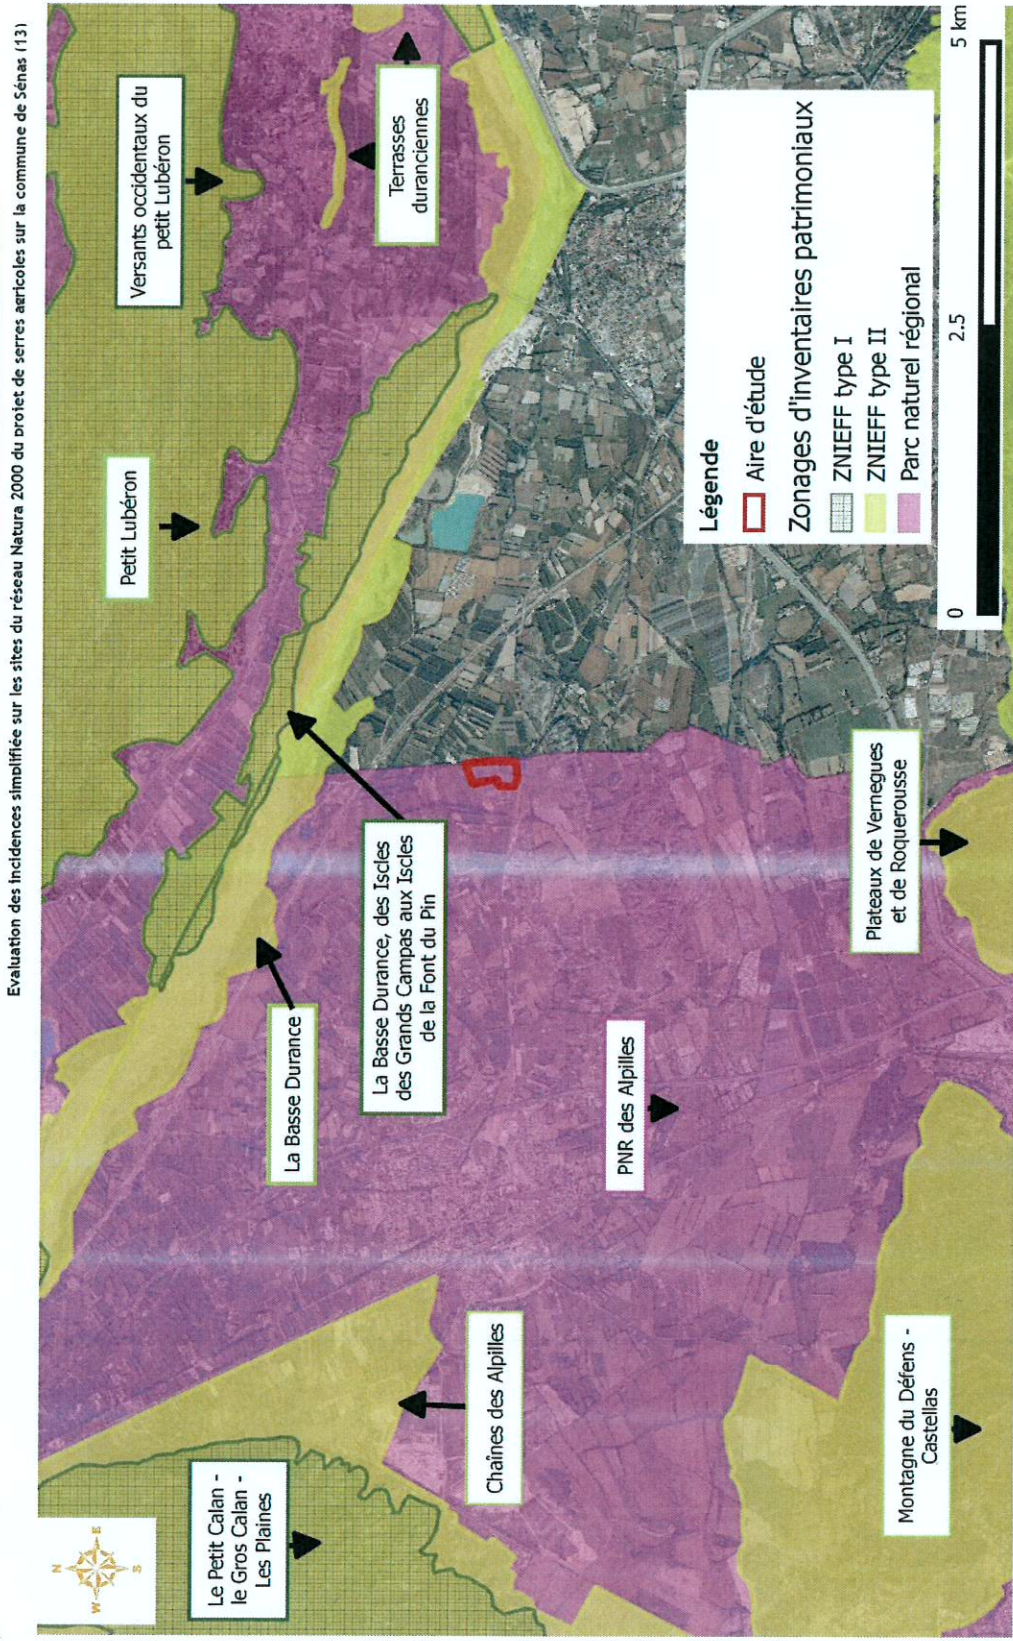 Evaluation des incidences simplifiée sur les sites du réseau Natura 2000 du projet de serres agricoles sur la commune de Sénas (13)
N
W
E
S
Le Petit Calan -
le Gros Calan -
Les Plaines
Petit Lubéron
Versants occidentaux du
petit Lubéron
La Basse Durance
La Basse Durance, des Iscles
des Grands Campas aux Iscles
de la Font du Pin
Terrasses
duranciennes
Chaînes des Alpilles
PNR des Alpilles
Montagne du Défens -
Castellas
Plateaux de Vernegues
et de Roquerousse
Légende
Aire d'étude
Zonages d'inventaires patrimoniaux
ZNIEFF type I
ZNIEFF type II
Parc naturel régional
0
2.5
5 km